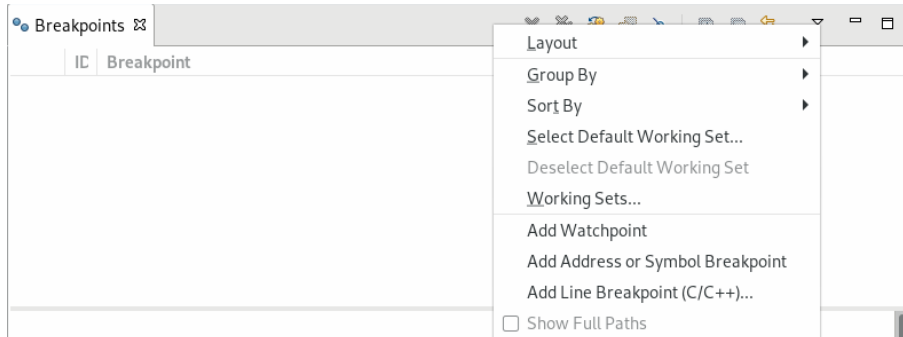 Breakpoints
ID Breakpoint
Layout
Group By
Sort By
Select Default Working Set...
Deselect Default Working Set
Working Sets...
Add Watchpoint
Add Address or Symbol Breakpoint
Add Line Breakpoint (C/C++)...
Show Full Paths